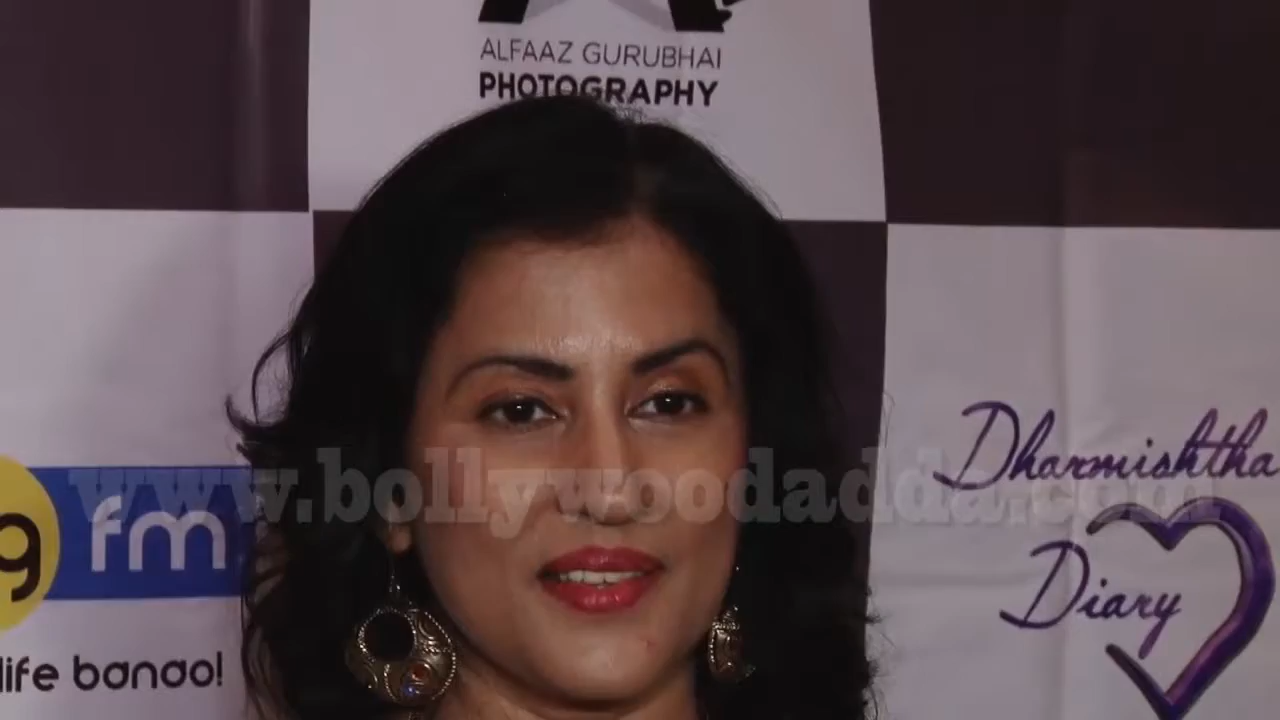 ALFAAZ GURUBHAI
PHOTOGRAPHY
www.bollywoodadda.com
Dharmishtha
Diary
g fm
life banao!